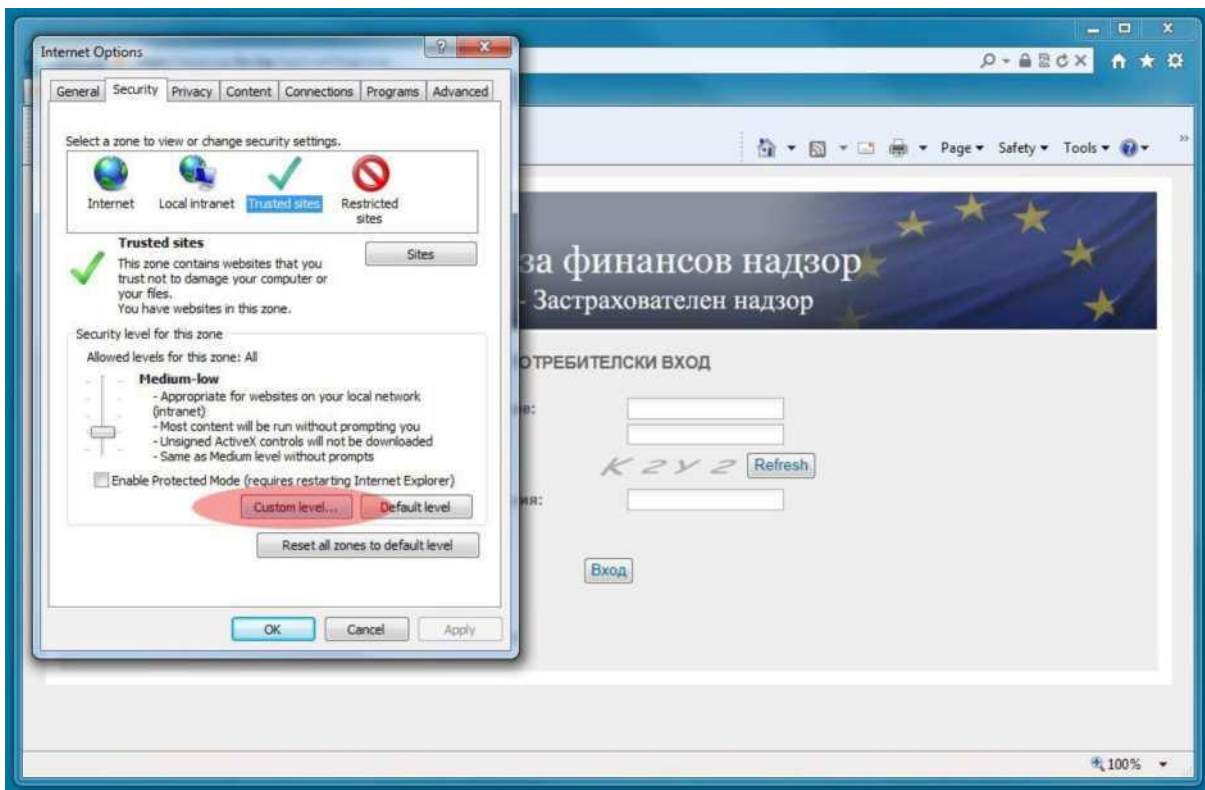 Internet Options
General Security Privacy Content Connections Programs Advanced
Select a zone to view or change security settings.
Internet Local intranet Trusted sites Restricted sites
Trusted sites
Sites
This zone contains websites that you
trust not to damage your computer or
your files.
You have websites in this zone.
Security level for this zone
Allowed levels for this zone: All
Medium-low
- Appropriate for websites on your local network
(intranet)
- Most content will be run without prompting you
- Unsigned ActiveX controls will not be downloaded
- Same as Medium level without prompts
Enable Protected Mode (requires restarting Internet Explorer)
Custom level... Default level
Reset all zones to default level
OK Cancel Apply
Page Safety Tools
за финансов надзор
- Застрахователен надзор
ОТРЕБИТЕЛСКИ ВХОД
K 2 Y 2 Refresh
Вход
100%